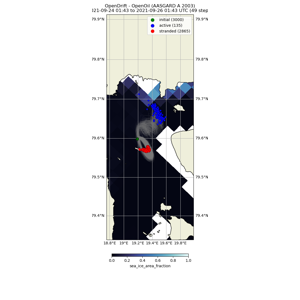 OpenDrift - OpenOil (AASGARD A 2003)
21-09-24 01:43 to 2021-09-26 01:43 UTC (49 step
initial (3000)
active (135)
stranded (2865)
79.9°N 79.9°N
79.8°N 79.8°N
79.7°N 79.7°N
79.6°N 79.6°N
79.5°N 79.5°N
79.4°N 79.4°N
18.8°E 19°E 19.2°E 19.4°E 19.6°E 19.8°E
0.0 0.2 0.4 0.6 0.8 1.0
sea_ice_area_fraction